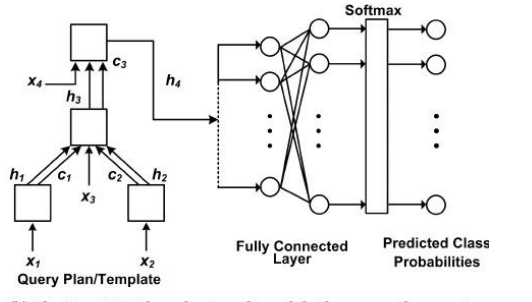 Softmax
x4
c3
h3
h4
h1
c1
c2
h2
x3
x1
x2
Query Plan/Template
Fully Connected
Layer
Predicted Class
Probabilities